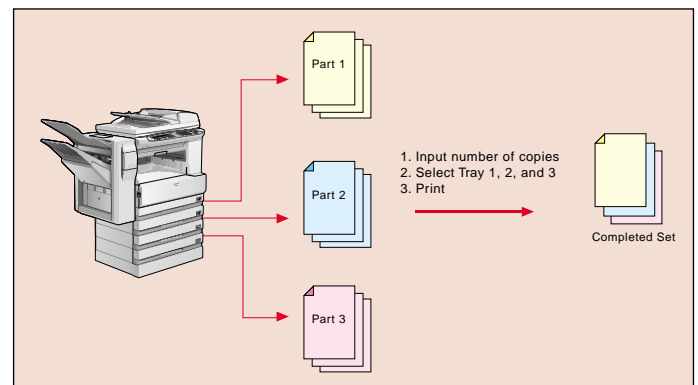 Part 1
Part 2
Part 3
1. Input number of copies
2. Select Tray 1, 2, and 3
3. Print
Completed Set